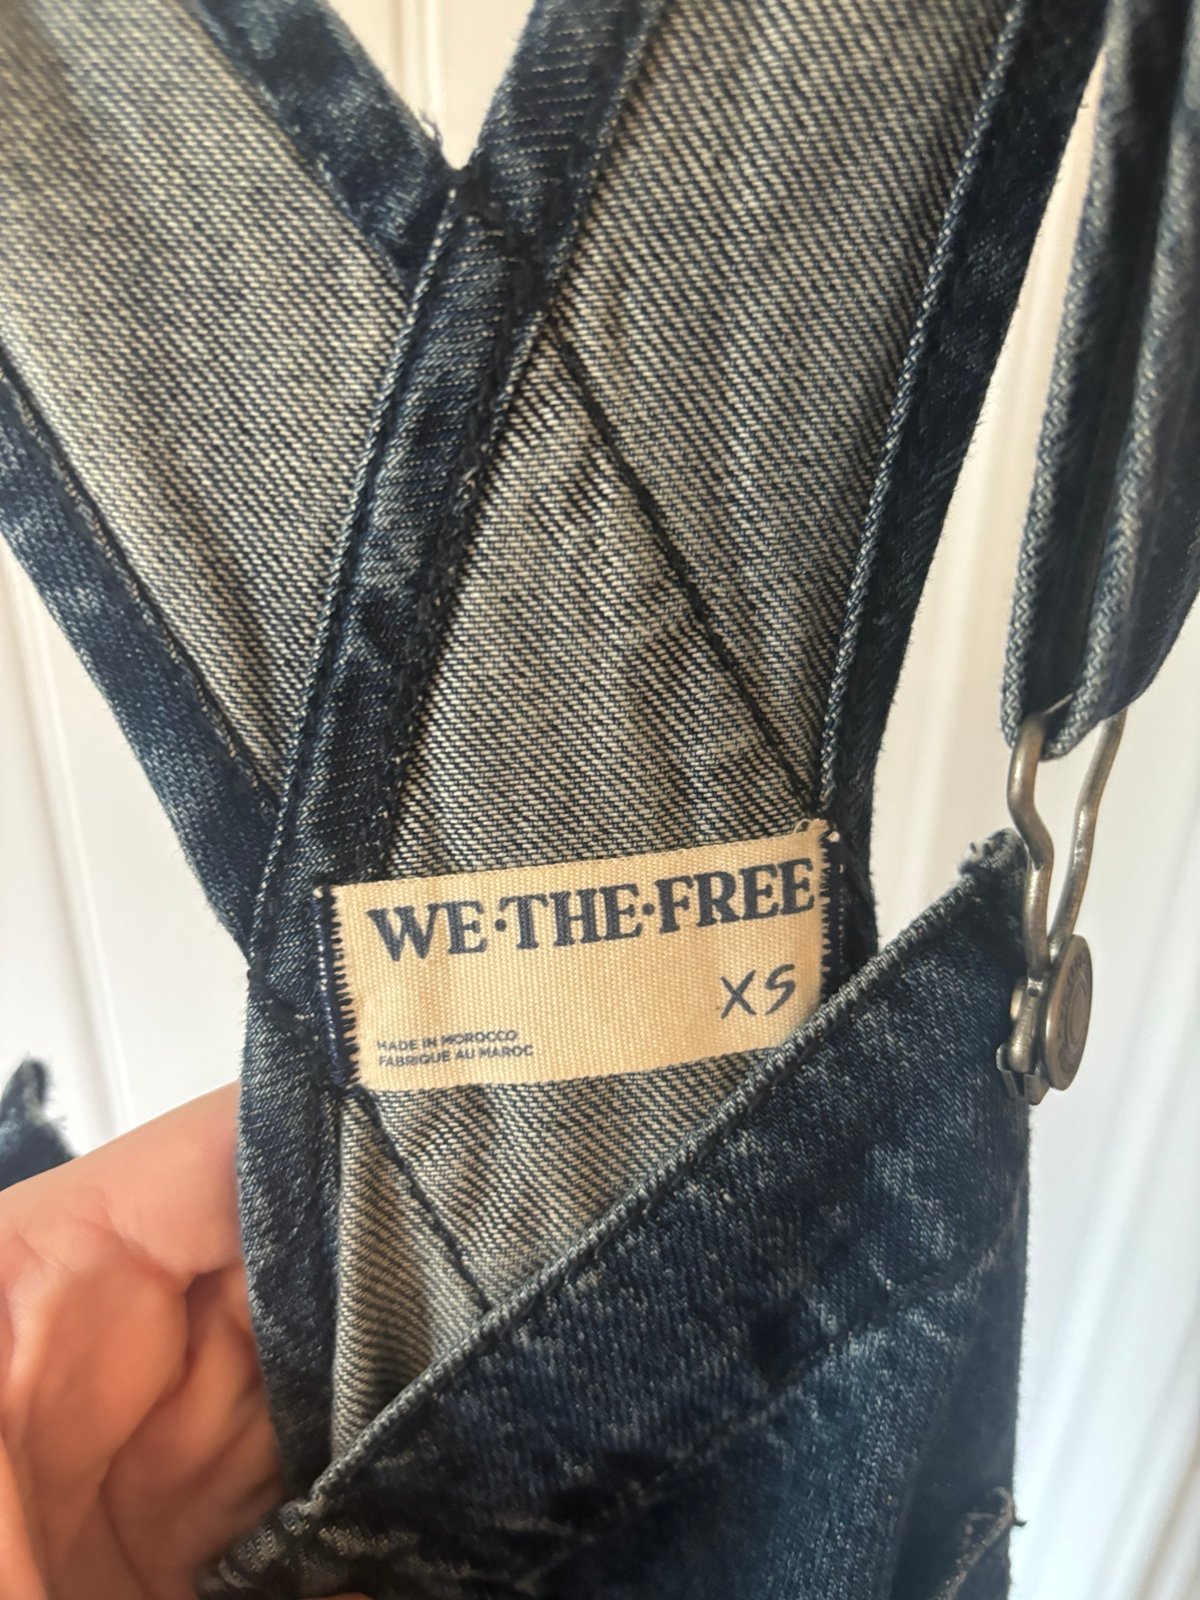 WE·THE·FREE
XS
MADE IN MOROCCO
FABRIQUE AU MAROC